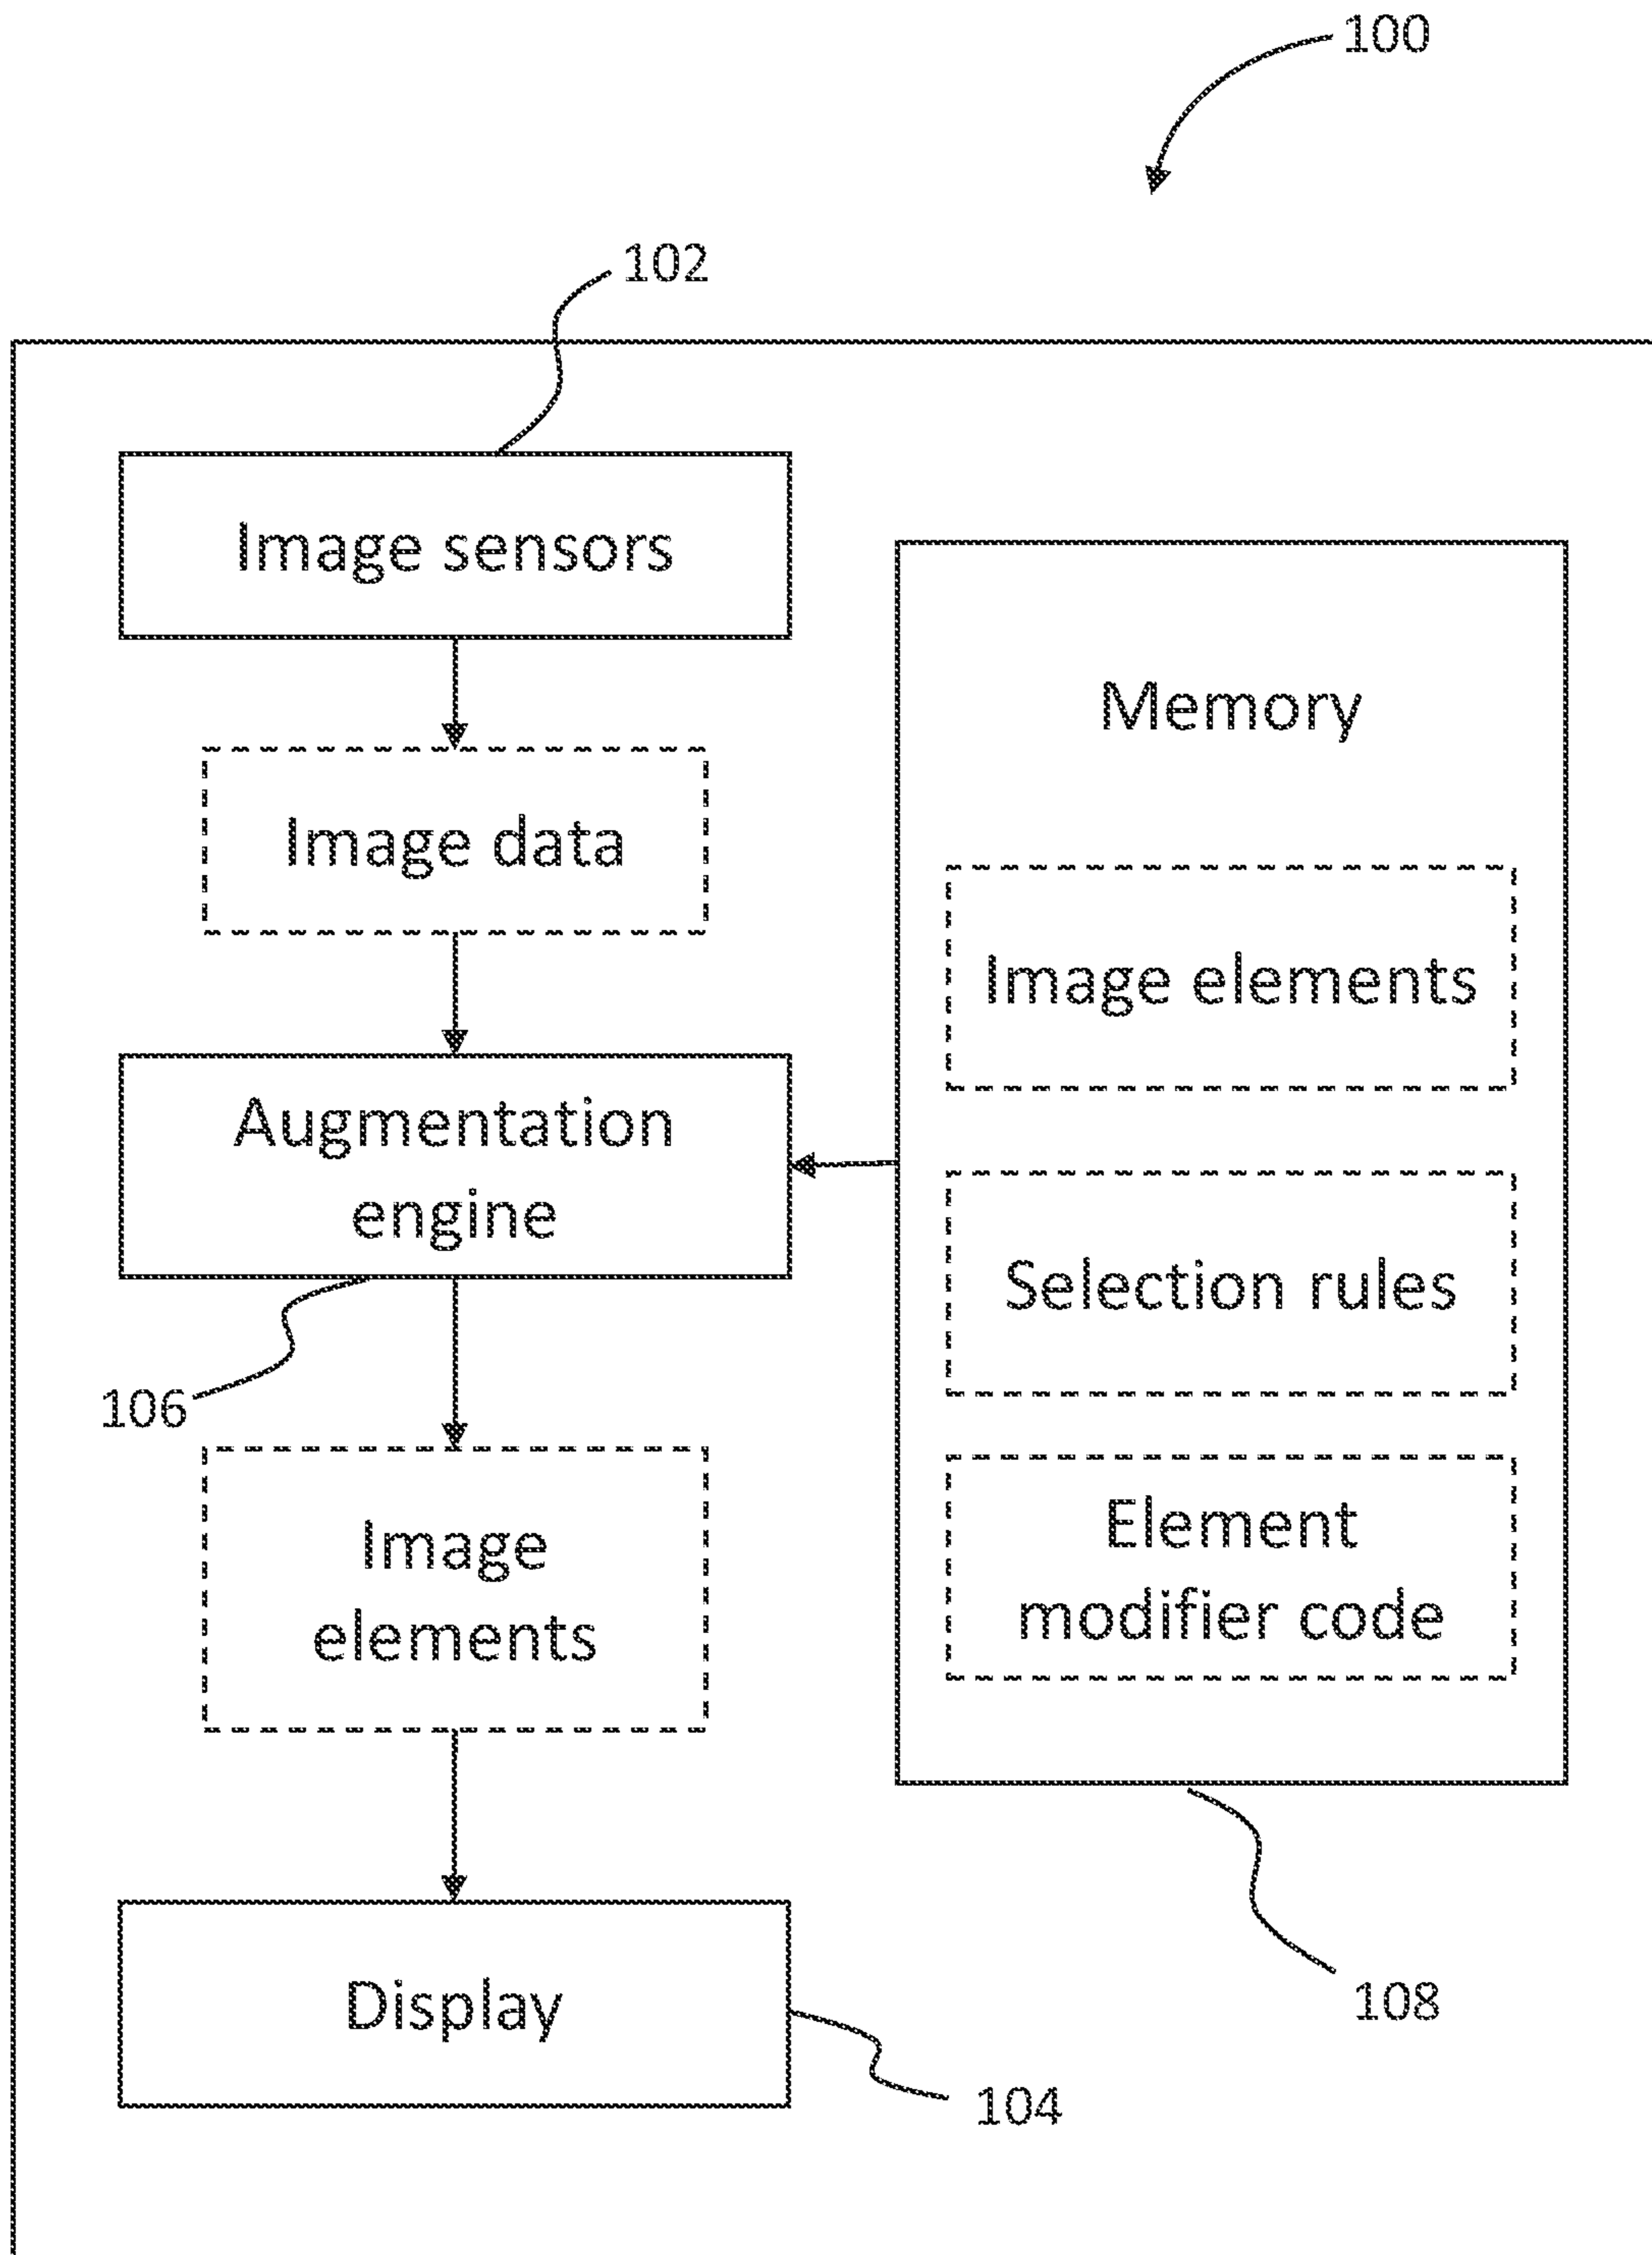 100
102
Image sensors
Memory
Image data
Image elements
Augmentation
engine
Selection rules
106
Image
elements
Element
modifier code
108
Display
104